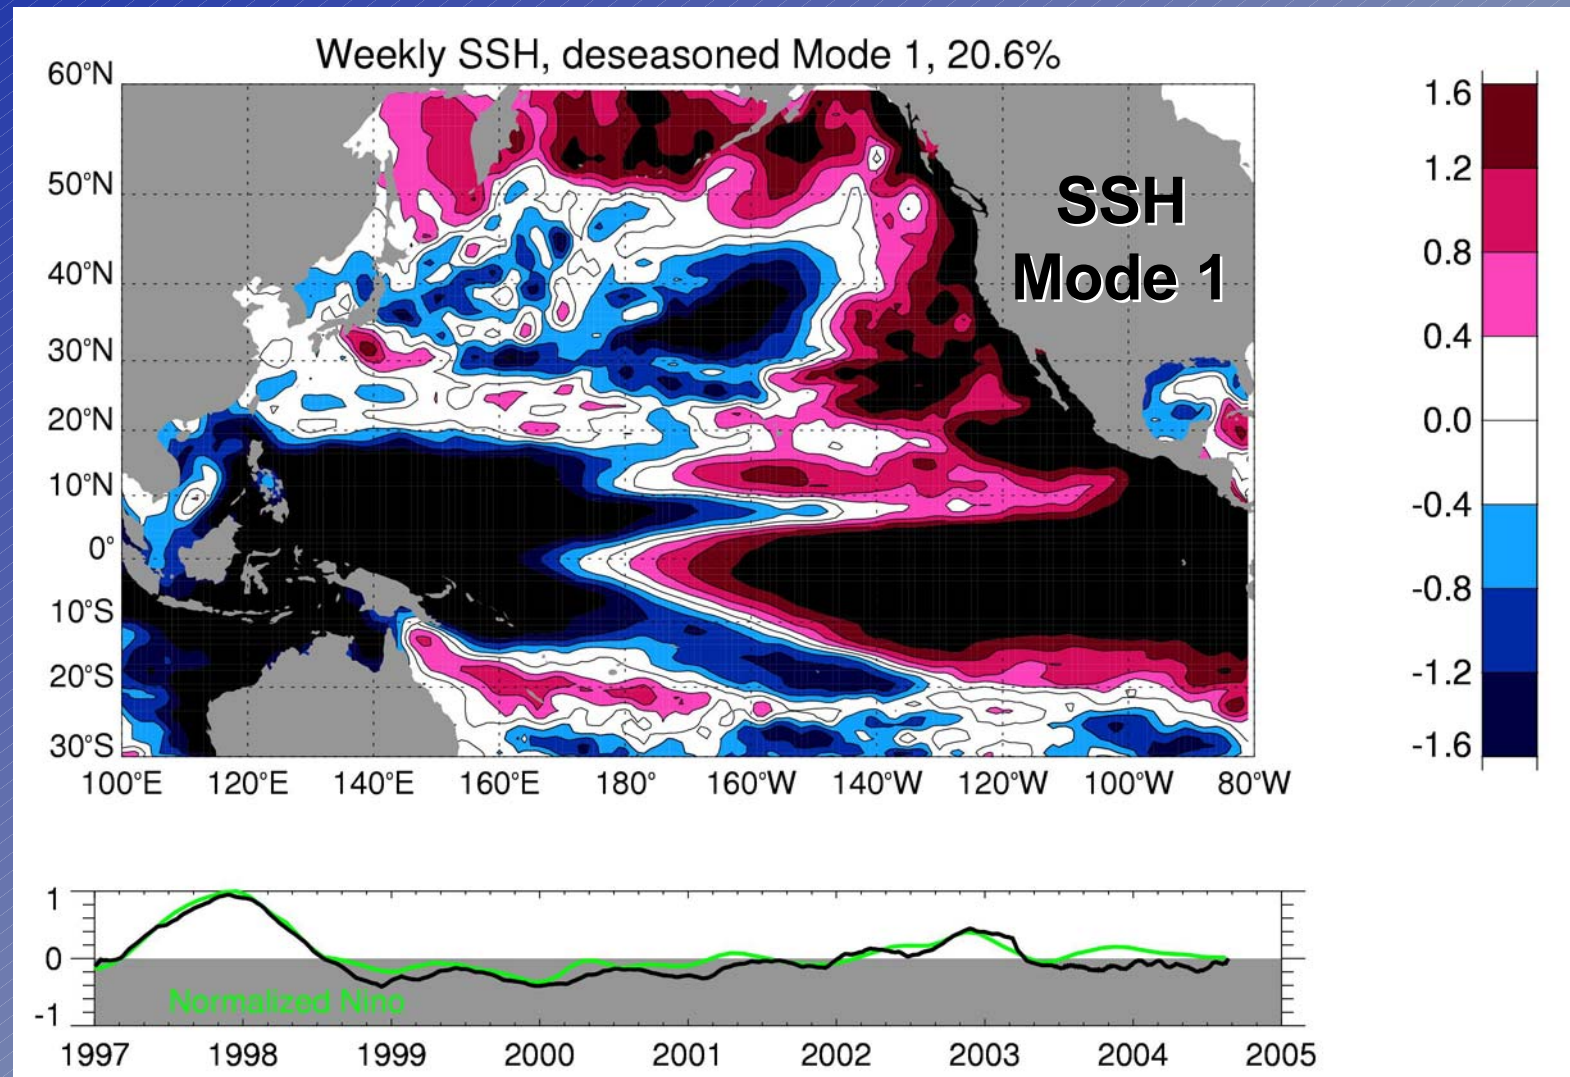 Weekly SSH, deseasoned Mode 1, 20.6%
60°N
50°N
40°N
30°N
20°N
10°N
0°
10°S
20°S
30°S
100°E 120°E 140°E 160°E 180° 160°W 140°W 120°W 100°W 80°W
SSH
Mode 1
1.6
1.2
0.8
0.4
0.0
-0.4
-0.8
-1.2
-1.6
1
0
-1
Normalized Nino
1997 1998 1999 2000 2001 2002 2003 2004 2005